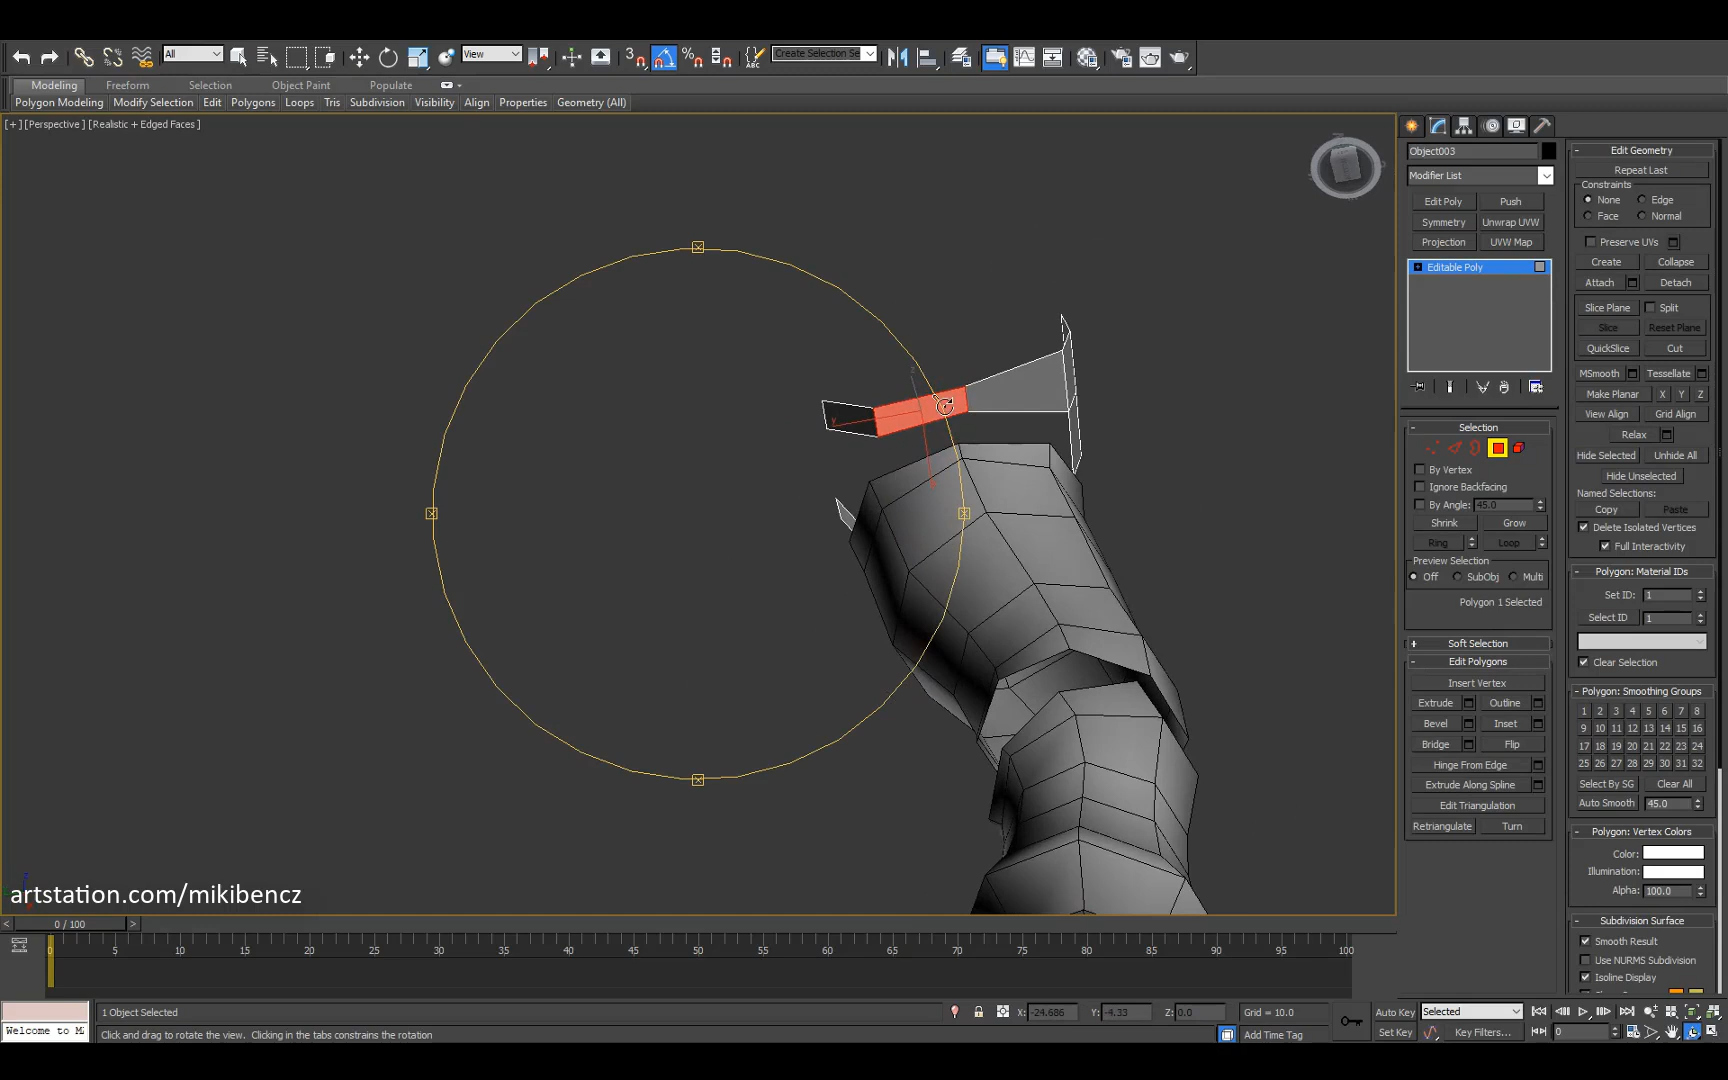 All
View
3
%
ABC
Create Selection Se
Modeling
Freeform
Selection
Object Paint
Populate
Polygon Modeling
Modify Selection
Edit
Polygons
Loops
Tris
Subdivision
Visibility
Align
Properties
Geometry (All)
[+] [Perspective] [Realistic + Edged Faces ]
Object003
Modifier List
Edit Poly
Push
Symmetry
Unwrap UVW
Projection
UVW Map
Editable Poly
Selection
By Vertex
Ignore Backfacing
By Angle:
45.0
Shrink
Grow
Ring
Loop
Preview Selection
Off
SubObj
Multi
Polygon 1 Selected
Soft Selection
Edit Polygons
Insert Vertex
Extrude
Outline
Bevel
Inset
Bridge
Flip
Hinge From Edge
Extrude Along Spline
Edit Triangulation
Retriangulate
Turn
Edit Geometry
Repeat Last
Constraints
None
Edge
Face
Normal
Preserve UVs
Create
Collapse
Attach
Detach
Slice Plane
Split
Slice
Reset Plane
QuickSlice
Cut
MSmooth
Tessellate
Make Planar
X
Y
Z
View Align
Grid Align
Relax
Hide Selected
Unhide All
Hide Unselected
Named Selections:
Copy
Paste
Delete Isolated Vertices
Full Interactivity
Polygon: Material IDs
Set ID:
1
Select ID
1
Clear Selection
Polygon: Smoothing Groups
1 2 3 4 5 6 7 8
9 10 11 12 13 14 15 16
17 18 19 20 21 22 23 24
25 26 27 28 29 30 31 32
Select By SG
Clear All
Auto Smooth
45.0
Polygon: Vertex Colors
Color:
Illumination:
Alpha:
100.0
Subdivision Surface
Smooth Result
Use NURMS Subdivision
Isoline Display
artstation.com/mikibencz
< 0 / 100 >
0 5 10 15 20 25 30 35 40 45 50 55 60 65 70 75 80 85 90 95 100
1 Object Selected
X:
-24.686
Y:
-4.33
Z:
0.0
Grid = 10.0
Auto Key
Selected
Welcome to M
Click and drag to rotate the view. Clicking in the tabs constrains the rotation
Add Time Tag
Set Key
Key Filters...
0